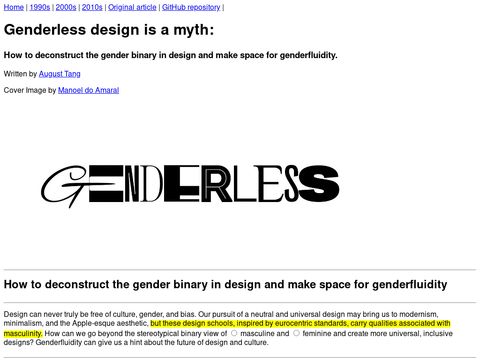 Home | 1990s | 2000s | 2010s | Original article | GitHub repository |
Genderless design is a myth:
How to deconstruct the gender binary in design and make space for genderfluidity.
Written by August Tang
Cover Image by Manoel do Amaral
GENDERLESS
How to deconstruct the gender binary in design and make space for genderfluidity
Design can never truly be free of culture, gender, and bias. Our pursuit of a neutral and universal design may bring us to modernism,
minimalism, and the Apple-esque aesthetic, but these design schools, inspired by eurocentric standards, carry qualities associated with
masculinity. How can we go beyond the stereotypical binary view of masculine and feminine and create more universal, inclusive
designs? Genderfluidity can give us a hint about the future of design and culture.